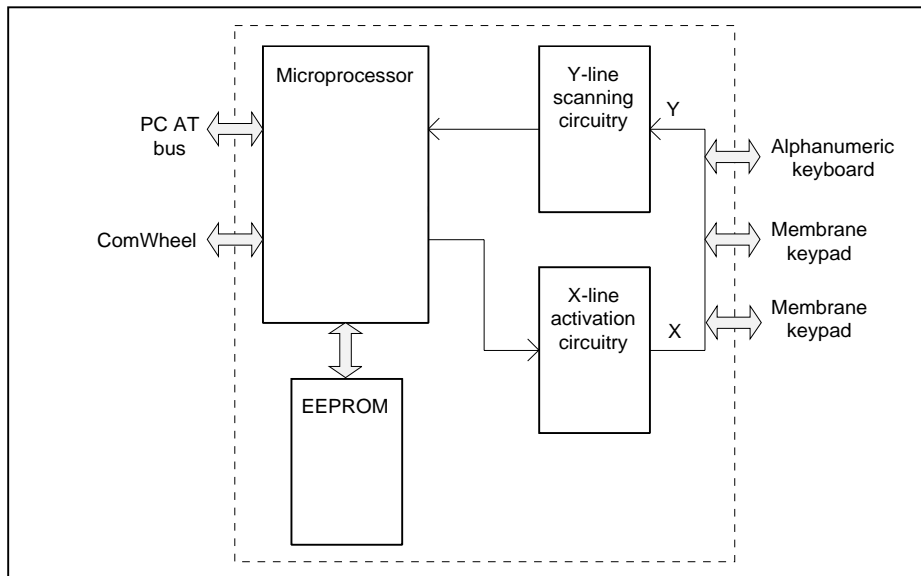 Microprocessor
Y-line
scanning
circuitry
Y
PC AT
bus
Alphanumeric
keyboard
ComWheel
Membrane
keypad
X-line
activation
circuitry
X
Membrane
keypad
EEPROM